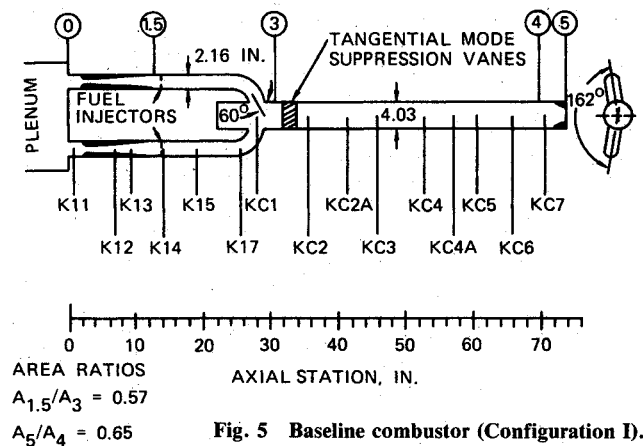 0 1.5 3 4 5
2.16 IN.
TANGENTIAL MODE
SUPPRESSION VANES
PLENUM
FUEL
INJECTORS
60° 4.03 162°
K11 K13 K15 KC1 KC2A KC4 KC5 KC7
K12 K14 K17 KC2 KC3 KC4A KC6
0 10 20 30 40 50 60 70
AXIAL STATION, IN.
AREA RATIOS
A1.5/A3 = 0.57
A5/A4 = 0.65
Fig. 5 Baseline combustor (Configuration I).